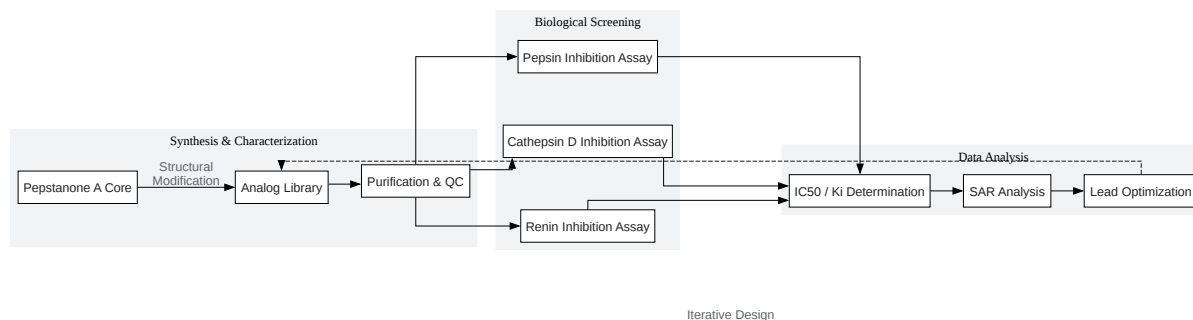 Biological Screening
Pepsin Inhibition Assay
Synthesis & Characterization
Cathepsin D Inhibition Assay
Data Analysis
Structural
Modification
Pepstanone A Core
Analog Library
Purification & QC
IC50 / Ki Determination
SAR Analysis
Lead Optimization
Renin Inhibition Assay
Iterative Design